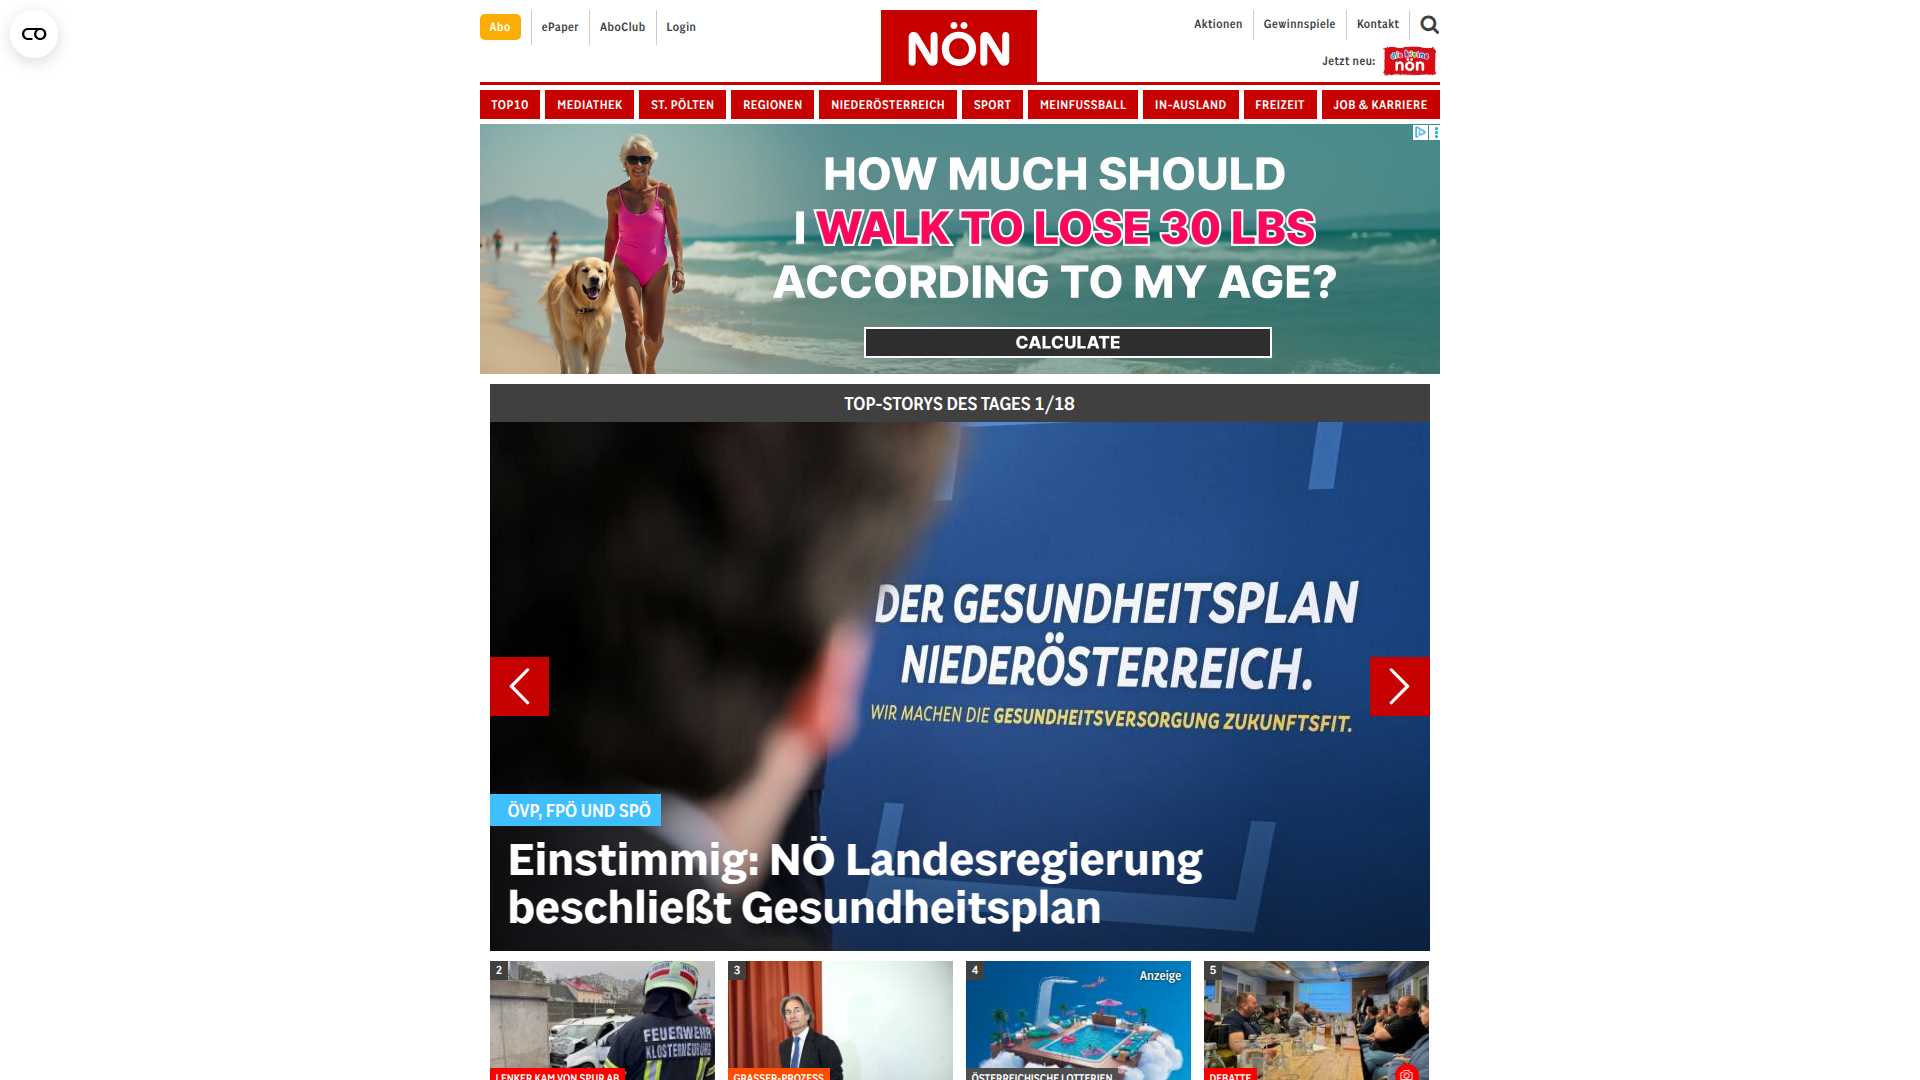 Abo
ePaper
AboClub
Login
NÖN
Aktionen
Gewinnspiele
Kontakt
Jetzt neu:
die kleine
nön
TOP10
MEDIATHEK
ST. PÖLTEN
REGIONEN
NIEDERÖSTERREICH
SPORT
MEINFUSSBALL
IN-AUSLAND
FREIZEIT
JOB & KARRIERE
HOW MUCH SHOULD
I WALK TO LOSE 30 LBS
ACCORDING TO MY AGE?
CALCULATE
TOP-STORYS DES TAGES 1/18
DER GESUNDHEITSPLAN
NIEDERÖSTERREICH.
WIR MACHEN DIE GESUNDHEITSVERSORGUNG ZUKUNFTSFIT.
ÖVP, FPÖ UND SPÖ
Einstimmig: NÖ Landesregierung
beschließt Gesundheitsplan
2
FEUERWEHR
KLOSTERNEUBURG
LENKER KAM VON SPUR AB
3
GRASSER-PROZESS
4
Anzeige
ÖSTERREICHISCHE LOTTERIEN
5
DEBATTE